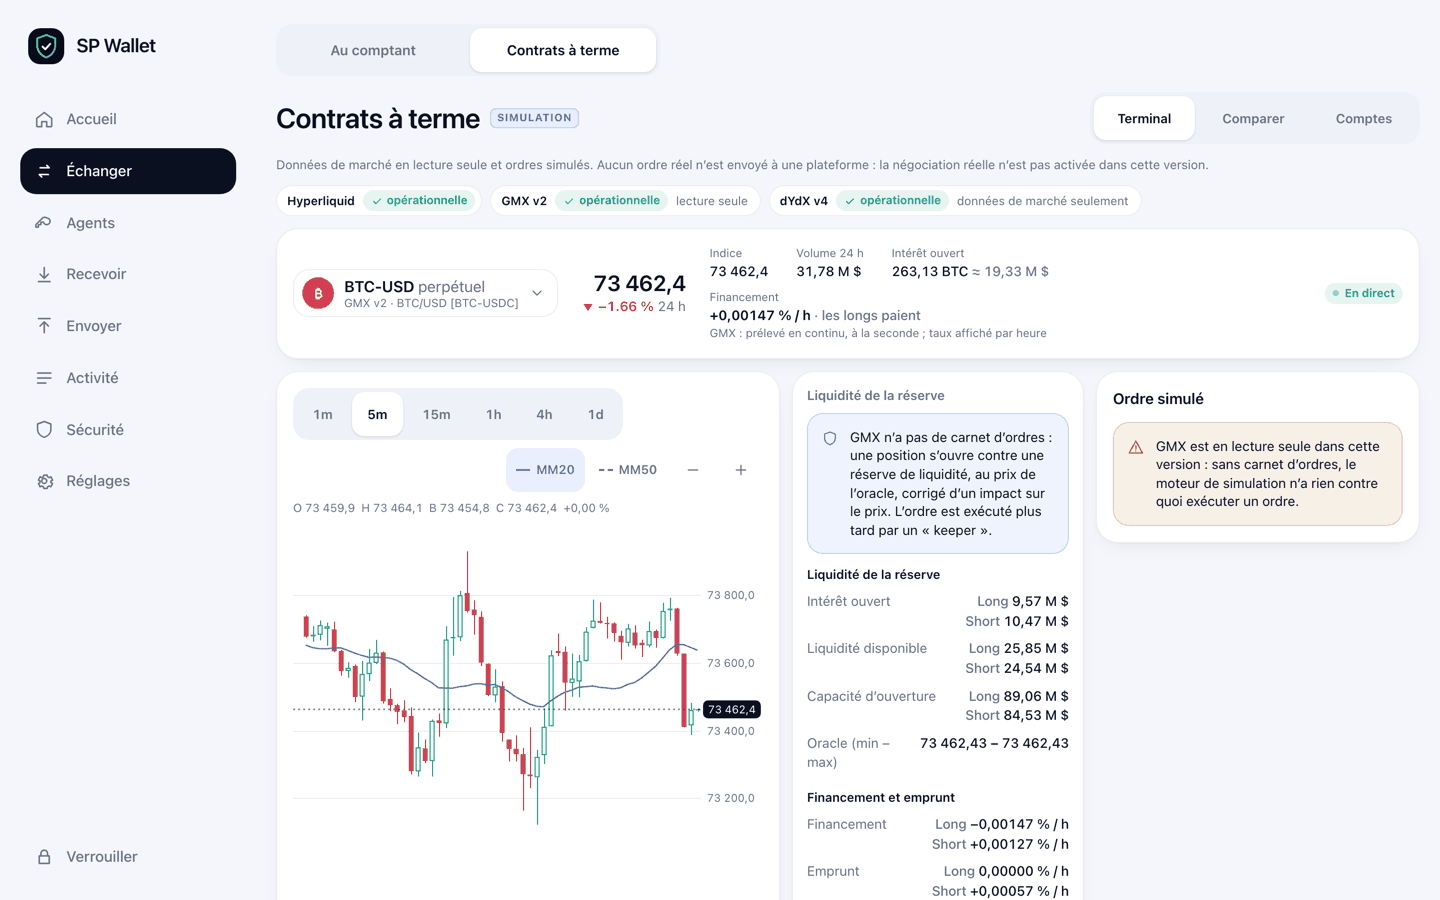 SP Wallet
Au comptant
Contrats à terme
Accueil
Échanger
Agents
Recevoir
Envoyer
Activité
Sécurité
Réglages
Verrouiller
Contrats à terme SIMULATION
Terminal Comparer Comptes
Données de marché en lecture seule et ordres simulés. Aucun ordre réel n’est envoyé à une plateforme : la négociation réelle n’est pas activée dans cette version.
Hyperliquid opérationnelle GMX v2 opérationnelle lecture seule dYdX v4 opérationnelle données de marché seulement
BTC-USD perpétuel
GMX v2 · BTC/USD [BTC-USDC]
73 462,4
▼ −1.66 % 24 h
Indice
73 462,4
Volume 24 h
31,78 M $
Intérêt ouvert
263,13 BTC ≈ 19,33 M $
Financement
+0,00147 % / h · les longs paient
GMX : prélevé en continu, à la seconde ; taux affiché par heure
En direct
1m 5m 15m 1h 4h 1d
MM20 MM50 − +
O 73 459,9 H 73 464,1 B 73 454,8 C 73 462,4 +0,00 %
73 800,0
73 600,0
73 462,4
73 400,0
73 200,0
Liquidité de la réserve
GMX n’a pas de carnet d’ordres :
une position s’ouvre contre une
réserve de liquidité, au prix de
l’oracle, corrigé d’un impact sur
le prix. L’ordre est exécuté plus
tard par un « keeper ».
Liquidité de la réserve
Intérêt ouvert Long 9,57 M $
Short 10,47 M $
Liquidité disponible Long 25,85 M $
Short 24,54 M $
Capacité d’ouverture Long 89,06 M $
Short 84,53 M $
Oracle (min – 73 462,43 – 73 462,43
max)
Financement et emprunt
Financement Long −0,00147 % / h
Short +0,00127 % / h
Emprunt Long 0,00000 % / h
Short +0,00057 % / h
Ordre simulé
GMX est en lecture seule dans cette
version : sans carnet d’ordres, le
moteur de simulation n’a rien contre
quoi exécuter un ordre.